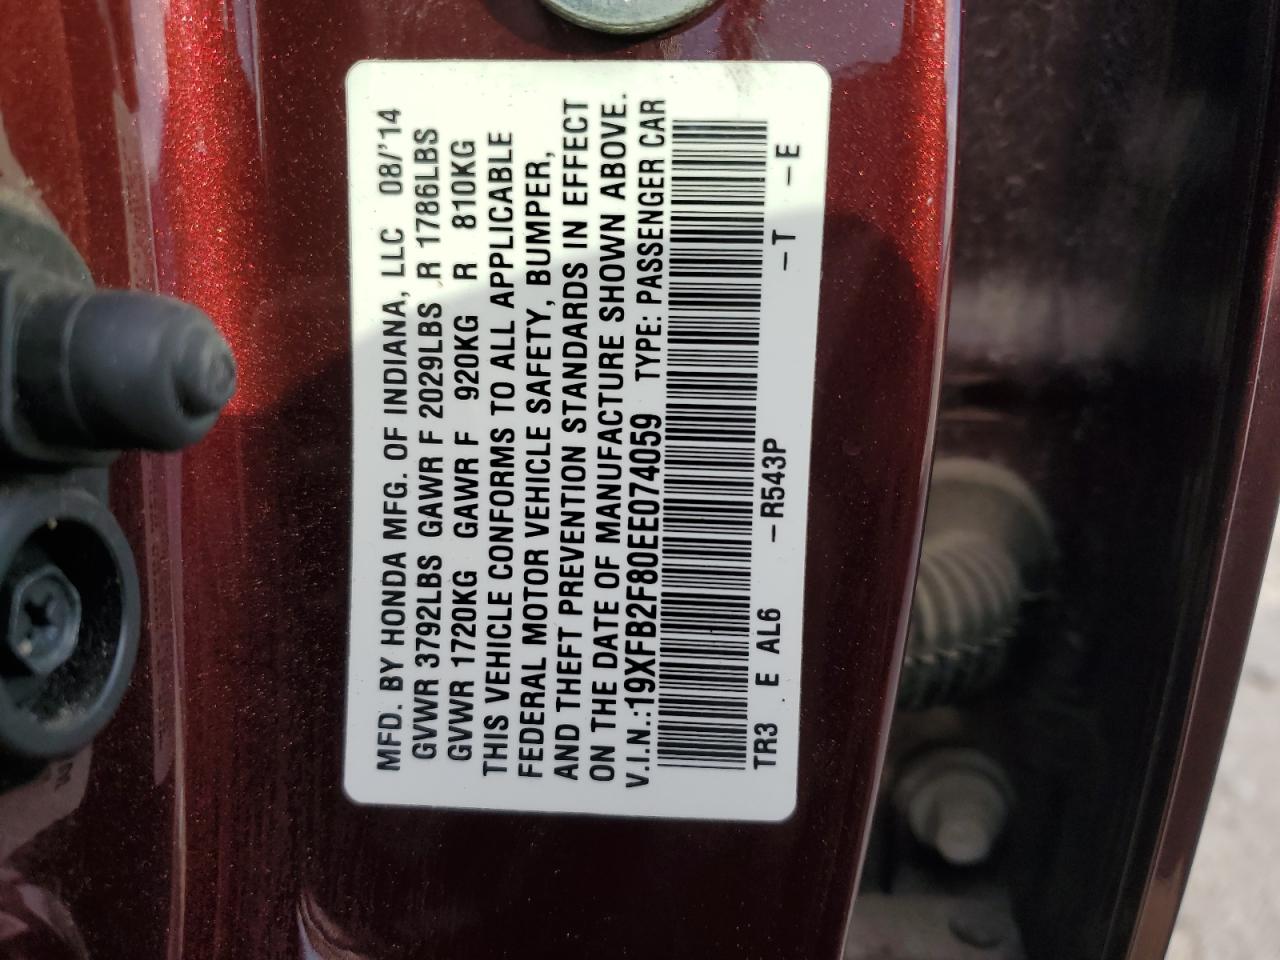 MFD. BY HONDA MFG. OF INDIANA, LLC 08/'14
GVWR 3792LBS GAWR F 2029LBS R 1786LBS
GVWR 1720KG GAWR F 920KG R 810KG
THIS VEHICLE CONFORMS TO ALL APPLICABLE
FEDERAL MOTOR VEHICLE SAFETY, BUMPER,
AND THEFT PREVENTION STANDARDS IN EFFECT
ON THE DATE OF MANUFACTURE SHOWN ABOVE.
V.I.N.:19XFB2F80EE074059 TYPE: PASSENGER CAR
TR3 . E AL6 –R543P –T –E